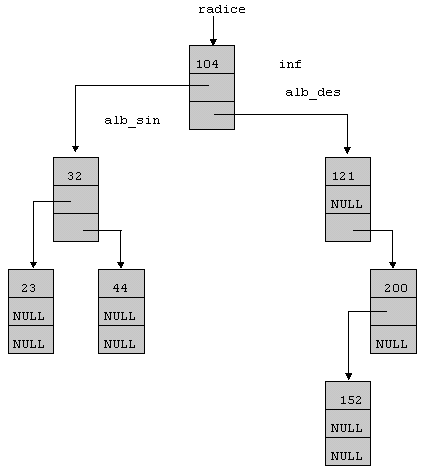 radice
104
inf
alb_des
alb_sin
32
121
NULL
23
44
200
NULL
NULL
NULL
NULL
NULL
152
NULL
NULL